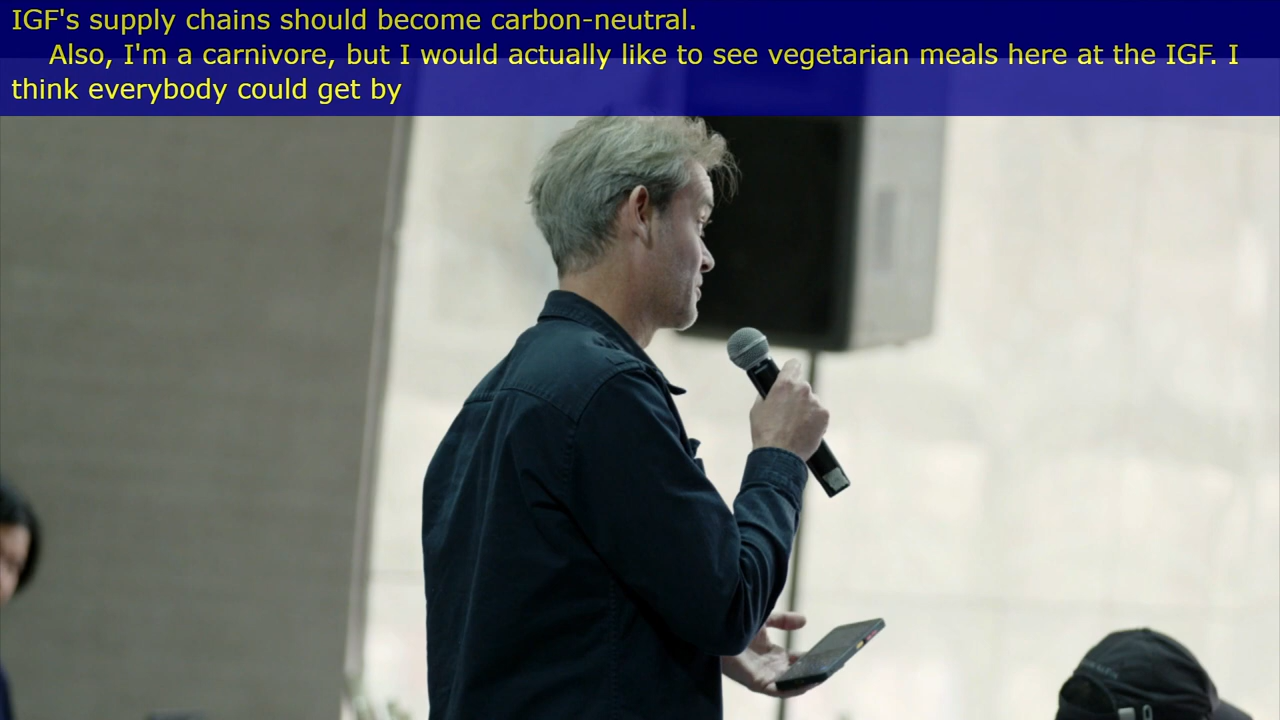 IGF's supply chains should become carbon-neutral.
Also, I'm a carnivore, but I would actually like to see vegetarian meals here at the IGF. I
think everybody could get by